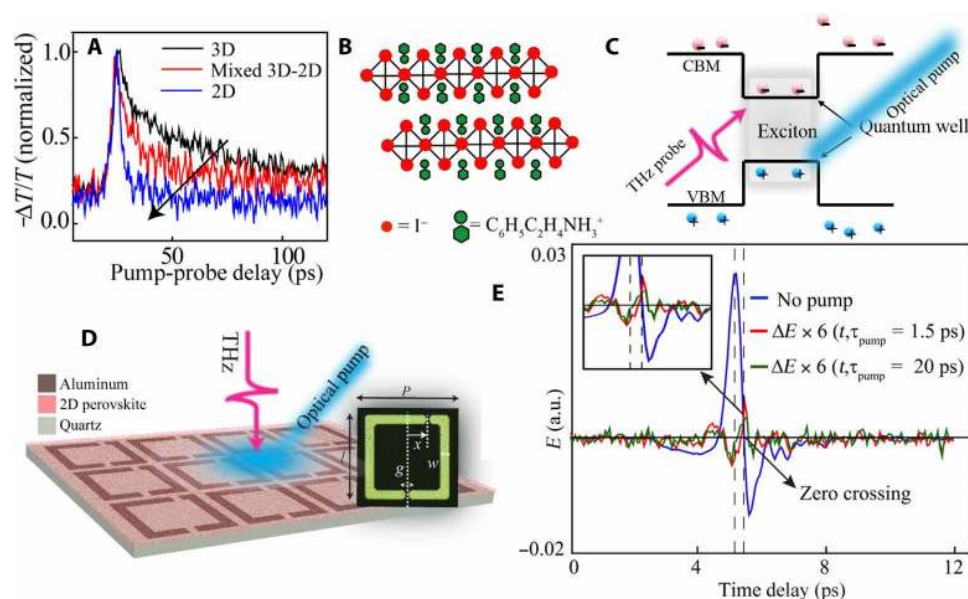 A
3D
Mixed 3D-2D
2D
-ΔT/T (normalized)
1.0
0.5
0.0
50
100
Pump-probe delay (ps)
B
= I⁻
= C₆H₅C₂H₄NH₃⁺
C
CBM
Optical pump
Quantum well
Exciton
THz probe
VBM
D
THz
Optical pump
Aluminum
2D perovskite
Quartz
P
l
x
w
g
E
0.03
No pump
ΔE × 6 (t,τpump = 1.5 ps)
ΔE × 6 (t,τpump = 20 ps)
E (a.u.)
Zero crossing
−0.02
0
4
8
12
Time delay (ps)